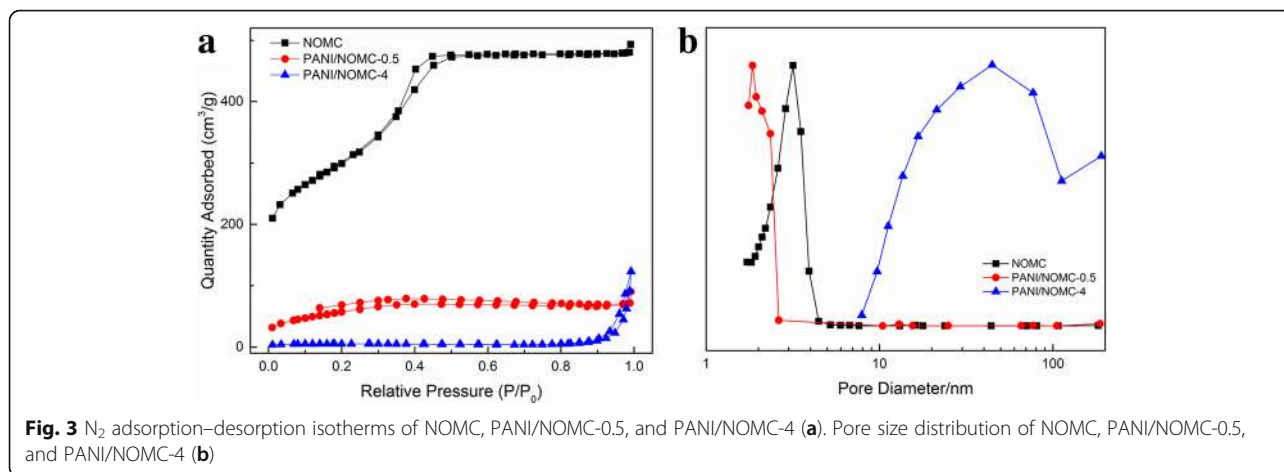 a
NOMC
PANI/NOMC-0.5
PANI/NOMC-4
400
200
0
Quantity Adsorbed (cm³/g)
0.0 0.2 0.4 0.6 0.8 1.0
Relative Pressure (P/P₀)
b
NOMC
PANI/NOMC-0.5
PANI/NOMC-4
1 10 100
Pore Diameter/nm
Fig. 3 N₂ adsorption–desorption isotherms of NOMC, PANI/NOMC-0.5, and PANI/NOMC-4 (a). Pore size distribution of NOMC, PANI/NOMC-0.5,
and PANI/NOMC-4 (b)